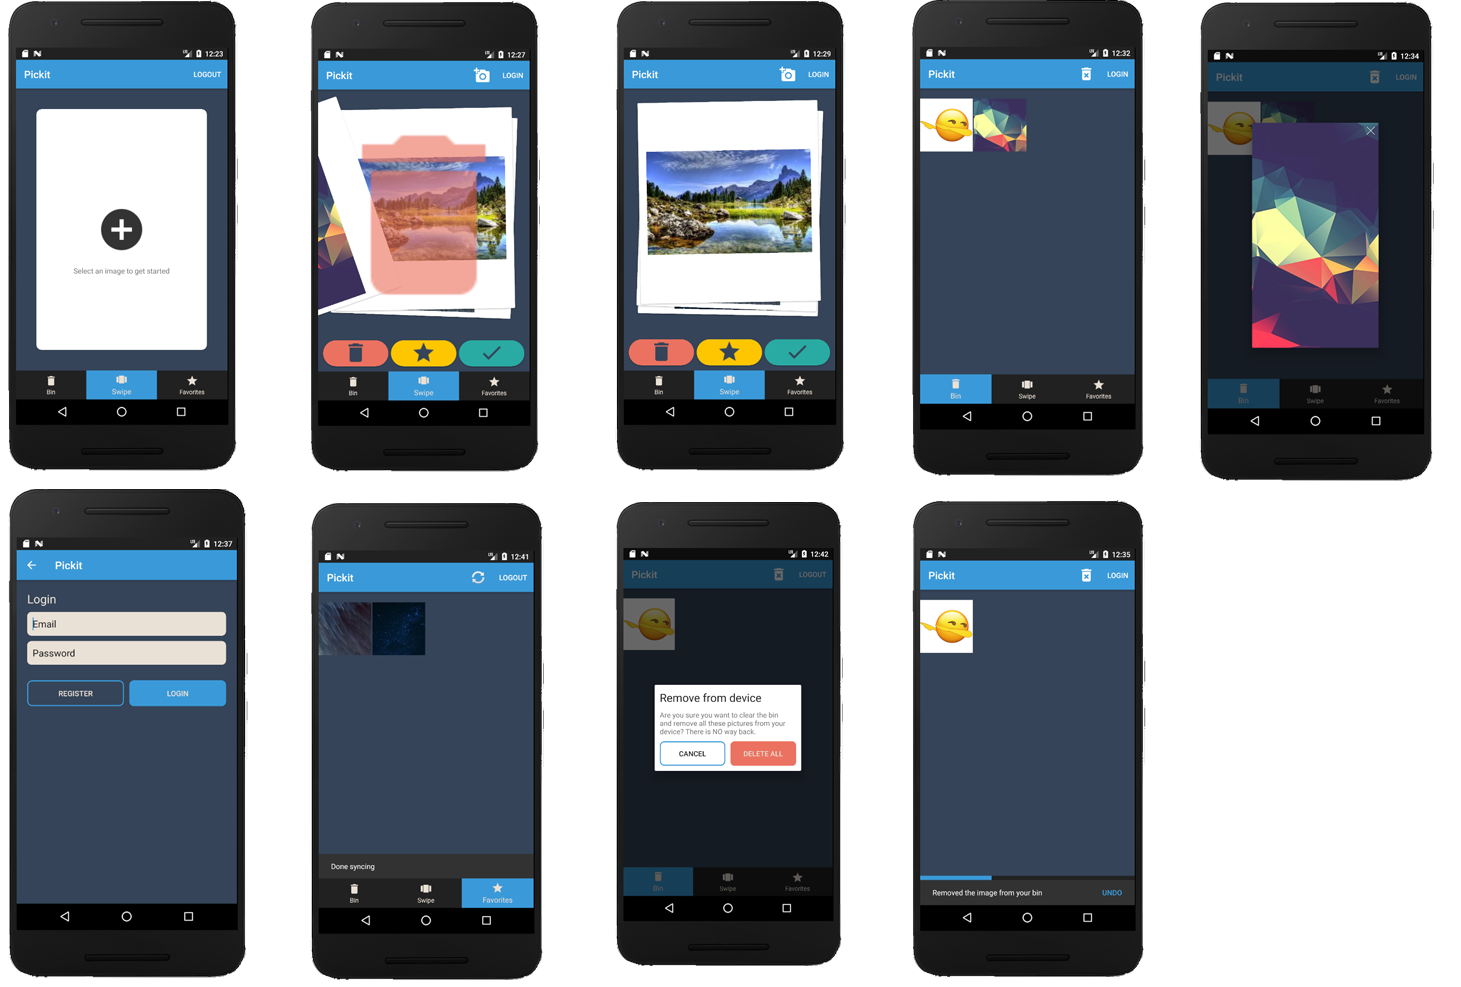 12:23
Pickit
LOGOUT
Select an image to get started
Bin
Swipe
Favorites
12:27
Pickit
LOGIN
Bin
Swipe
Favorites
12:29
Pickit
LOGIN
Bin
Swipe
Favorites
12:32
Pickit
LOGIN
Bin
Swipe
Favorites
12:34
Pickit
LOGIN
Bin
Swipe
Favorites
12:37
Pickit
Login
Email
Password
REGISTER
LOGIN
12:41
Pickit
LOGOUT
Done syncing
Bin
Swipe
Favorites
12:42
Pickit
LOGOUT
Remove from device
Are you sure you want to clear the bin
and remove all these pictures from your
device? There is NO way back.
CANCEL
DELETE ALL
Bin
Swipe
Favorites
12:35
Pickit
LOGIN
Removed the image from your bin
UNDO